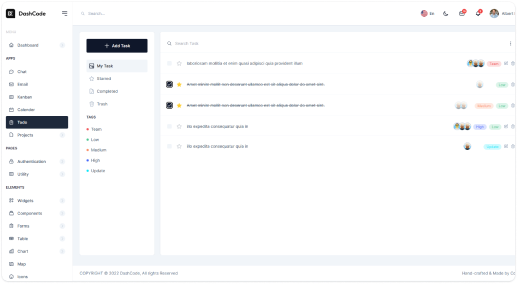 DashCode
Search...
En
Albert
MENU
Dashboard
APPS
Chat
Email
Kanban
Calender
Todo
Projects
PAGES
Authentication
Utility
ELEMENTS
Widgets
Components
Forms
Table
Chart
Map
Icons
+ Add Task
My Task
Starred
Completed
Trash
TAGS
Team
Low
Medium
High
Update
Search Task
laboriosam mollitia et enim quasi adipisci quia provident illum
Team
Amet minim mollit non deserunt ullamco est sit aliqua dolor do amet sint.
Low
Amet minim mollit non deserunt ullamco est sit aliqua dolor do amet sint.
Medium Low
illo expedita consequatur quia in
High Low
illo expedita consequatur quia in
Update
COPYRIGHT © 2022 DashCode, All rights Reserved
Hand-crafted & Made by Co